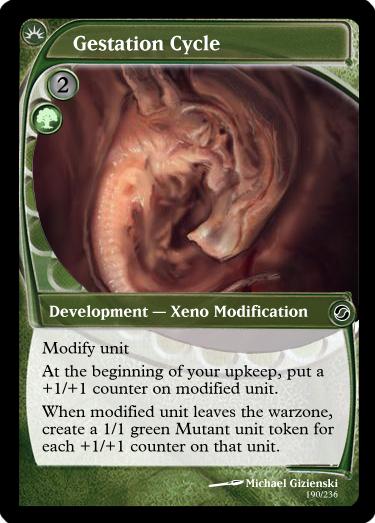 Gestation Cycle
2
Development — Xeno Modification
Modify unit
At the beginning of your upkeep, put a
+1/+1 counter on modified unit.
When modified unit leaves the warzone,
create a 1/1 green Mutant unit token for
each +1/+1 counter on that unit.
Michael Gizienski
190/236